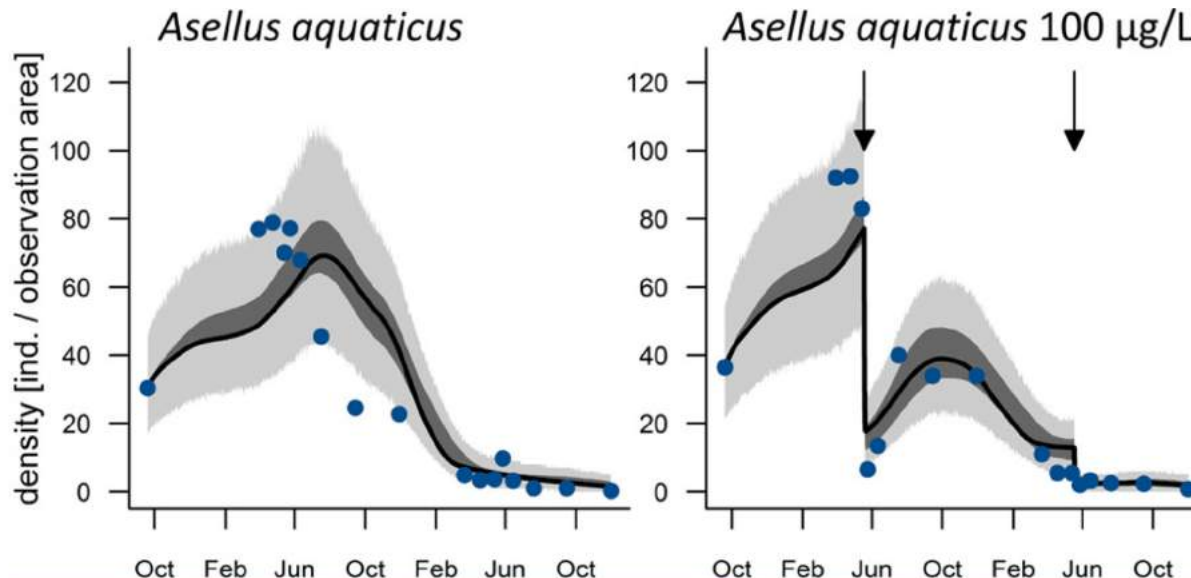 Asellus aquaticus
Asellus aquaticus 100 µg/L
density [ind. / observation area]
120
100
80
60
40
20
0
Oct Feb Jun Oct Feb Jun Oct
120
100
80
60
40
20
0
Oct Feb Jun Oct Feb Jun Oct